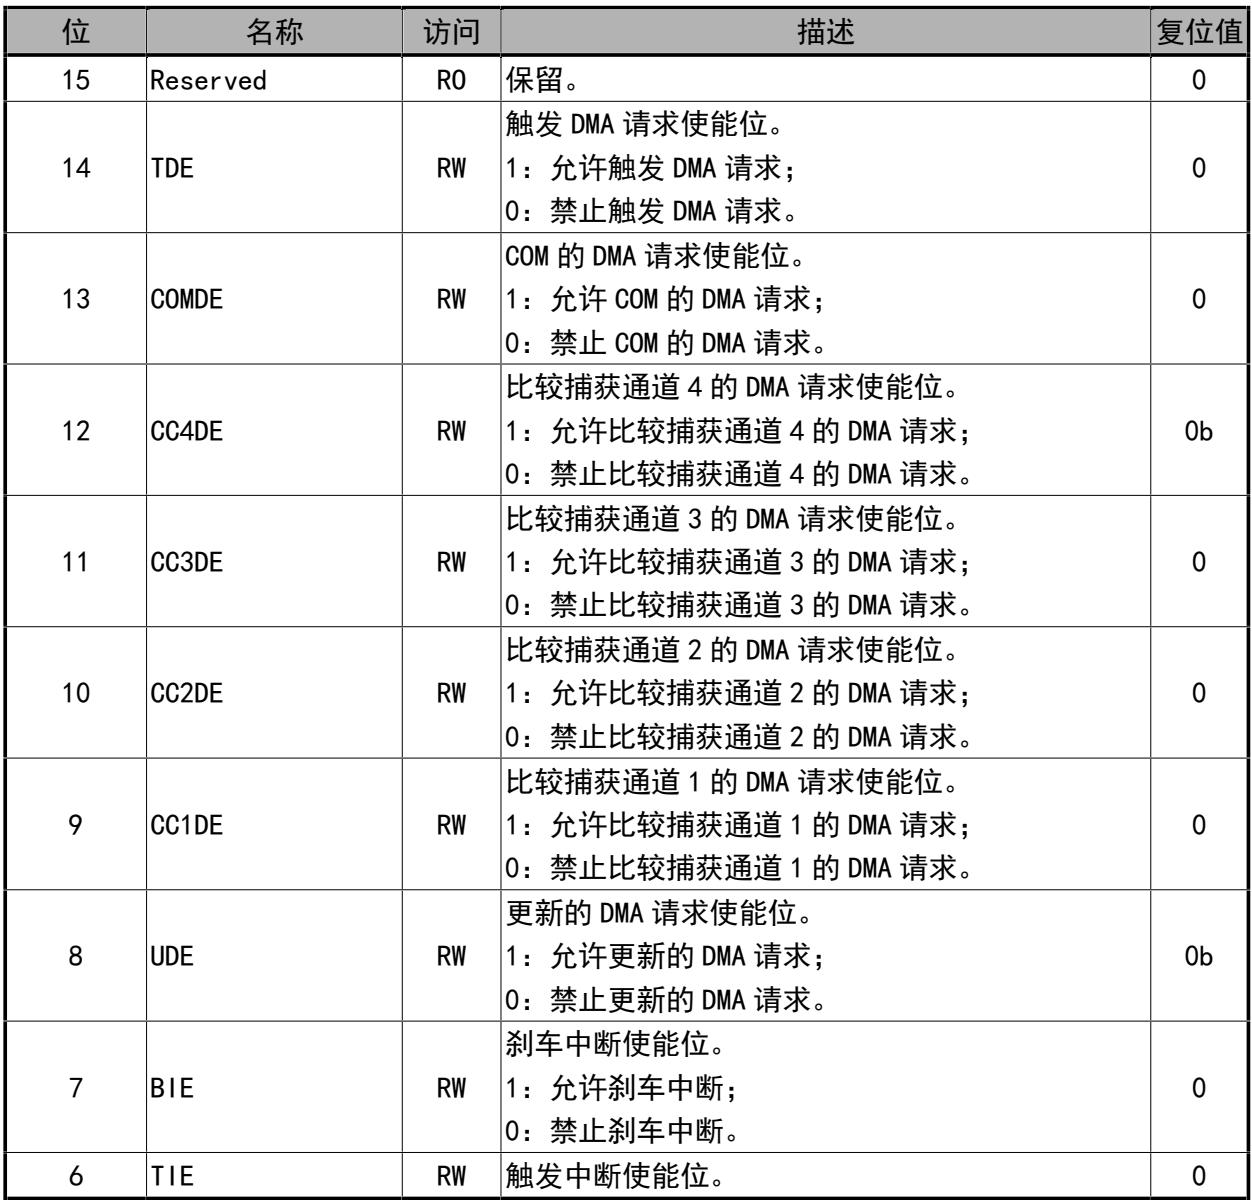 位 名称 访问 描述 复位值
15 Reserved RO 保留。 0
触发 DMA 请求使能位。
14 TDE RW 1：允许触发 DMA 请求； 0
0：禁止触发 DMA 请求。
COM 的 DMA 请求使能位。
13 COMDE RW 1：允许 COM 的 DMA 请求； 0
0：禁止 COM 的 DMA 请求。
比较捕获通道 4 的 DMA 请求使能位。
12 CC4DE RW 1：允许比较捕获通道 4 的 DMA 请求； 0b
0：禁止比较捕获通道 4 的 DMA 请求。
比较捕获通道 3 的 DMA 请求使能位。
11 CC3DE RW 1：允许比较捕获通道 3 的 DMA 请求； 0
0：禁止比较捕获通道 3 的 DMA 请求。
比较捕获通道 2 的 DMA 请求使能位。
10 CC2DE RW 1：允许比较捕获通道 2 的 DMA 请求； 0
0：禁止比较捕获通道 2 的 DMA 请求。
比较捕获通道 1 的 DMA 请求使能位。
9 CC1DE RW 1：允许比较捕获通道 1 的 DMA 请求； 0
0：禁止比较捕获通道 1 的 DMA 请求。
更新的 DMA 请求使能位。
8 UDE RW 1：允许更新的 DMA 请求； 0b
0：禁止更新的 DMA 请求。
刹车中断使能位。
7 BIE RW 1：允许刹车中断； 0
0：禁止刹车中断。
6 TIE RW 触发中断使能位。 0